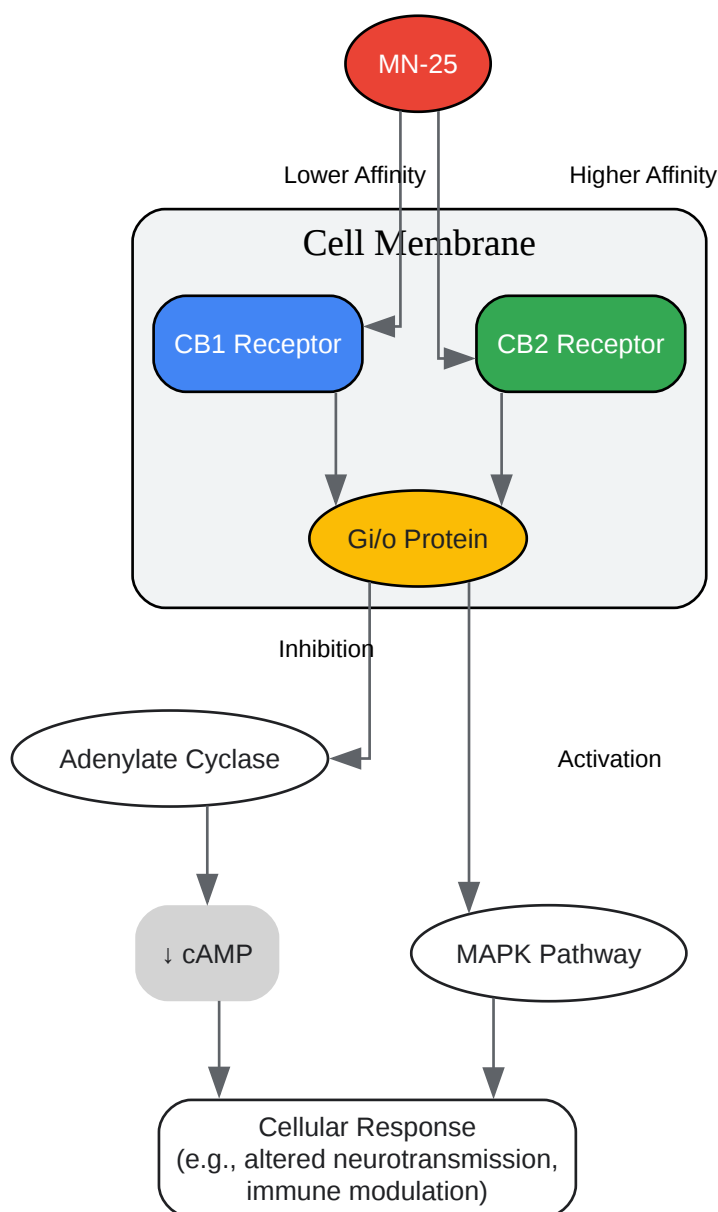 MN-25
Lower Affinity
Higher Affinity
Cell Membrane
CB1 Receptor
CB2 Receptor
Gi/o Protein
Inhibition
Adenylate Cyclase
Activation
↓ cAMP
MAPK Pathway
Cellular Response
(e.g., altered neurotransmission,
immune modulation)